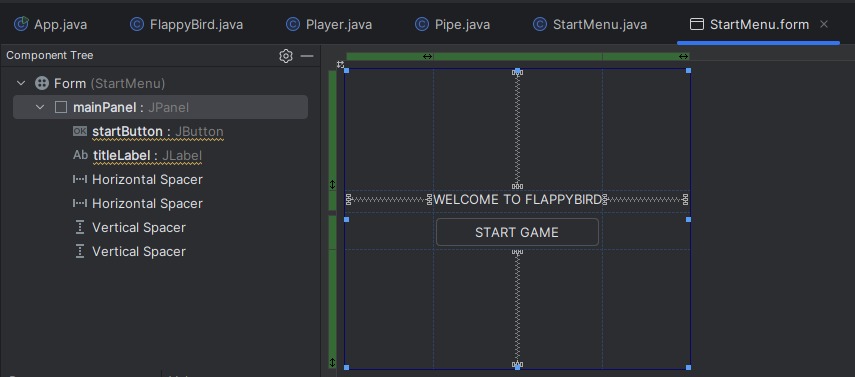 App.java FlappyBird.java Player.java Pipe.java StartMenu.java StartMenu.form
Component Tree
Form (StartMenu)
mainPanel : JPanel
OK startButton : JButton
Ab titleLabel : JLabel
Horizontal Spacer
Horizontal Spacer
Vertical Spacer
Vertical Spacer
WELCOME TO FLAPPYBIRD
START GAME